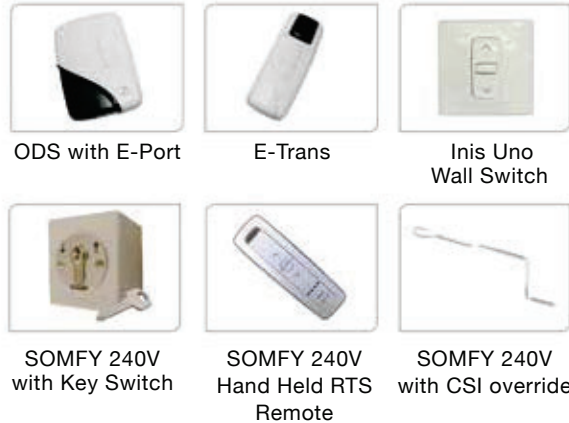 ODS with E-Port
E-Trans
Inis Uno
Wall Switch
SOMFY 240V
with Key Switch
SOMFY 240V
Hand Held RTS
Remote
SOMFY 240V
with CSI override